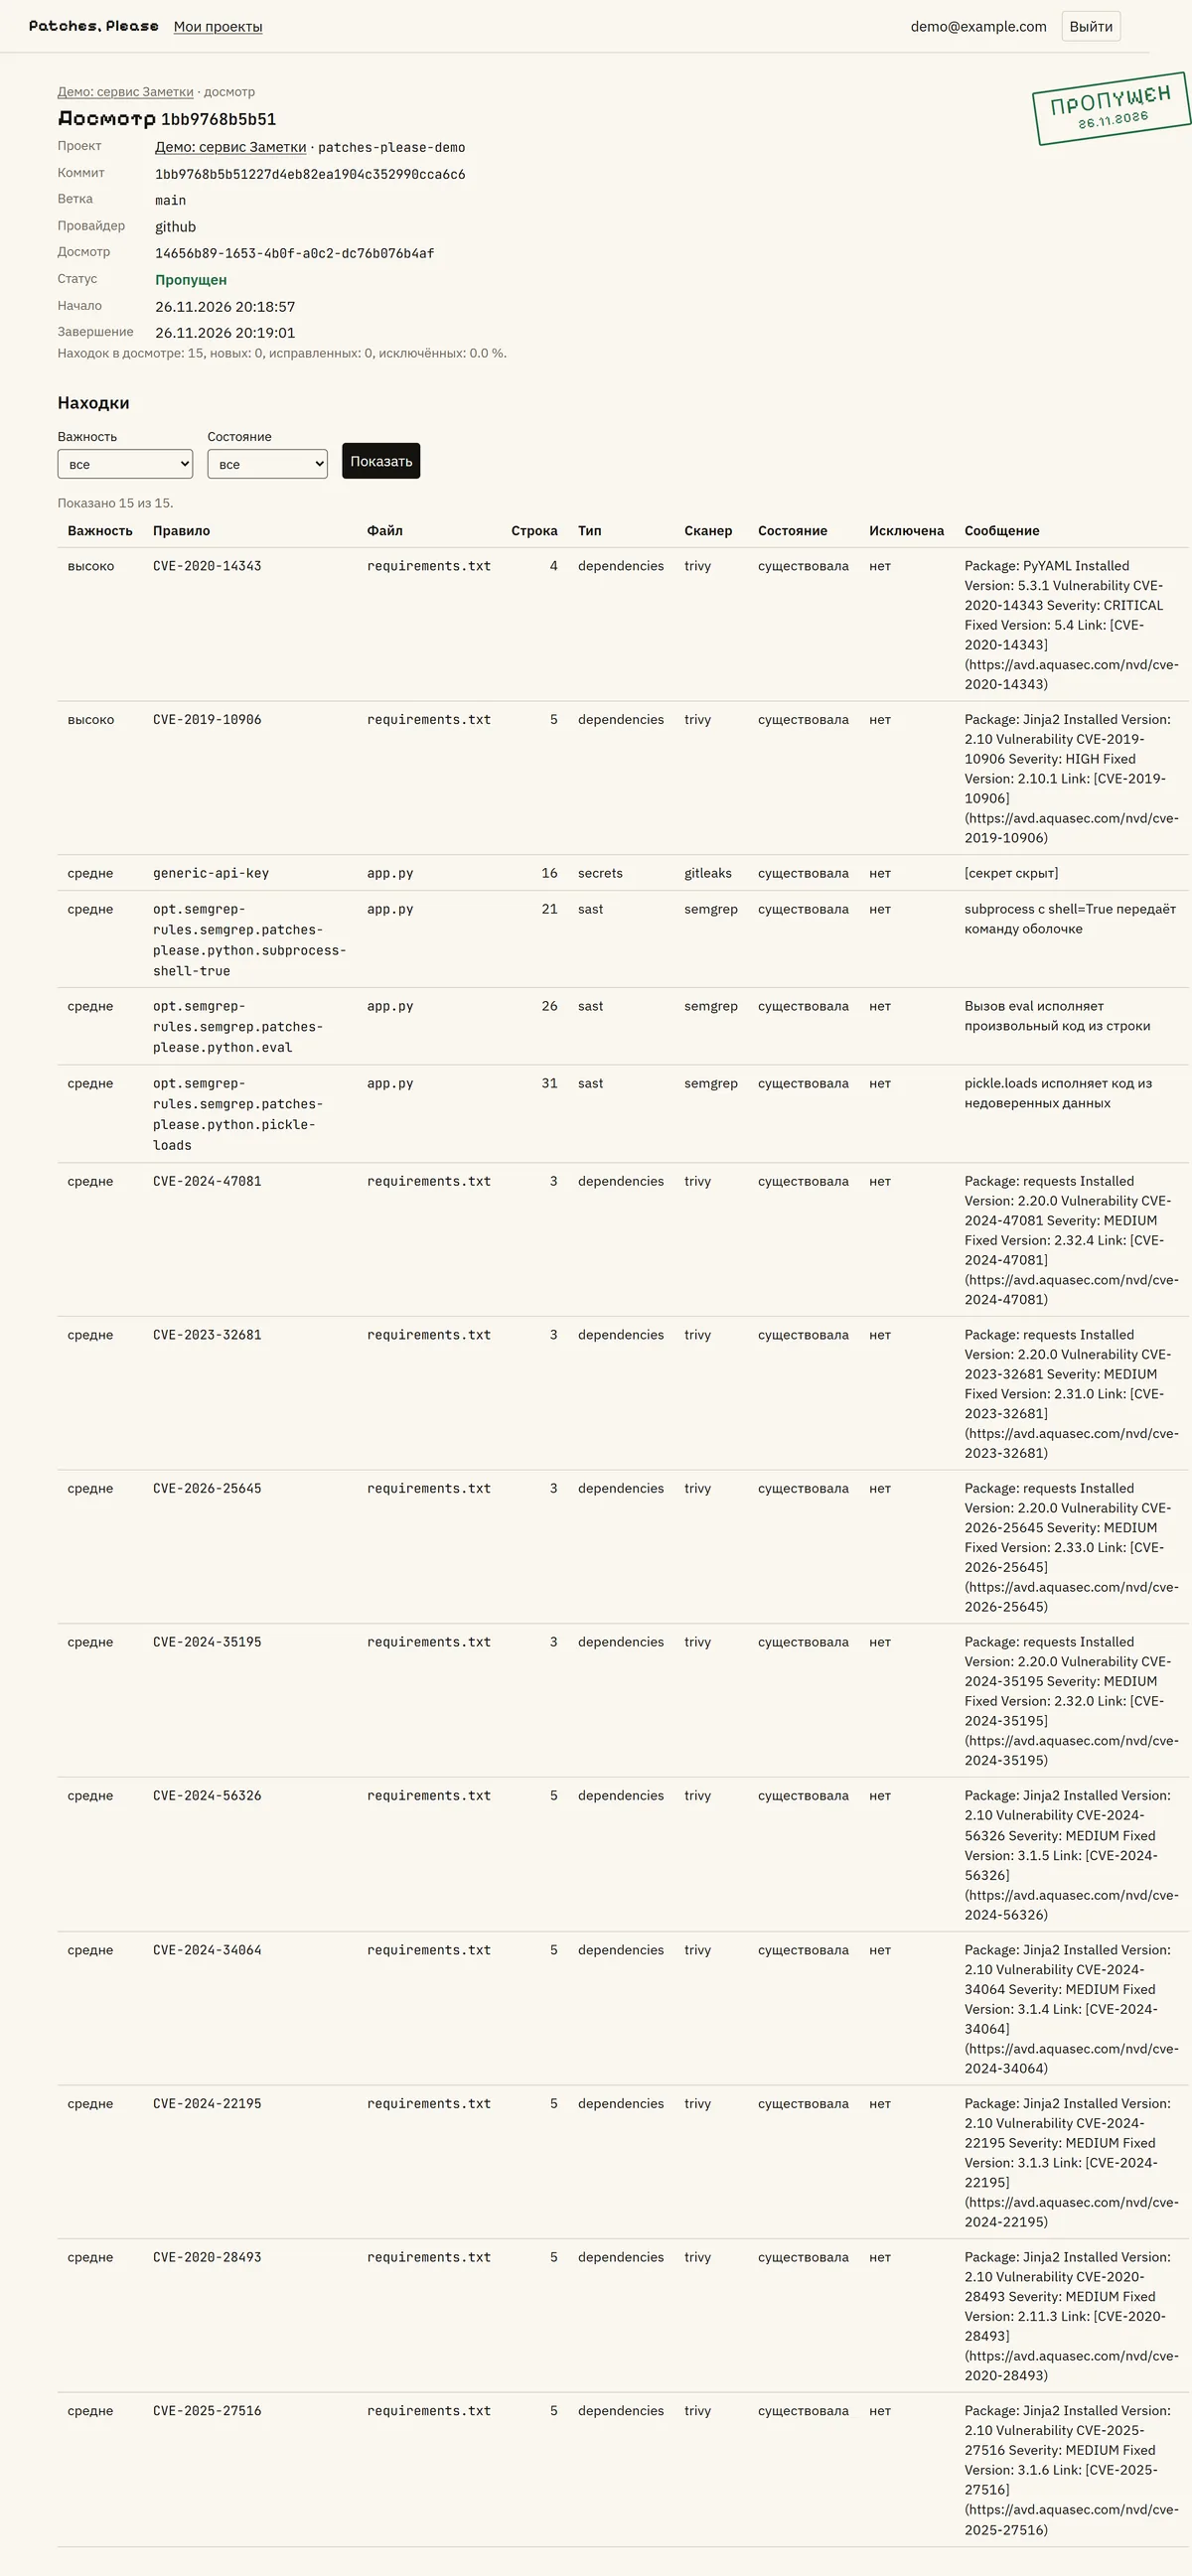 Patches, Please Мои проекты demo@example.com Выйти
Демо: сервис Заметки · досмотр
ПРОПУЩЕН
26.11.2026
Досмотр 1bb9768b5b51
Проект Демо: сервис Заметки · patches-please-demo
Коммит 1bb9768b5b51227d4eb82ea1904c352990cca6c6
Ветка main
Провайдер github
Досмотр 14656b89-1653-4b0f-a0c2-dc76b076b4af
Статус Пропущен
Начало 26.11.2026 20:18:57
Завершение 26.11.2026 20:19:01
Находок в досмотре: 15, новых: 0, исправленных: 0, исключённых: 0.0 %.
Находки
Важность Состояние
все все Показать
Показано 15 из 15.
Важность Правило Файл Строка Тип Сканер Состояние Исключена Сообщение
высоко CVE-2020-14343 requirements.txt 4 dependencies trivy существовала нет Package: PyYAML Installed
Version: 5.3.1 Vulnerability CVE-
2020-14343 Severity: CRITICAL
Fixed Version: 5.4 Link: [CVE-
2020-14343]
(https://avd.aquasec.com/nvd/cve-
2020-14343)
высоко CVE-2019-10906 requirements.txt 5 dependencies trivy существовала нет Package: Jinja2 Installed Version:
2.10 Vulnerability CVE-2019-
10906 Severity: HIGH Fixed
Version: 2.10.1 Link: [CVE-2019-
10906]
(https://avd.aquasec.com/nvd/cve-
2019-10906)
средне generic-api-key app.py 16 secrets gitleaks существовала нет [секрет скрыт]
средне opt.semgrep- app.py 21 sast semgrep существовала нет subprocess с shell=True передаёт
rules.semgrep.patches- команду оболочке
please.python.subprocess-
shell-true
средне opt.semgrep- app.py 26 sast semgrep существовала нет Вызов eval исполняет
rules.semgrep.patches- произвольный код из строки
please.python.eval
средне opt.semgrep- app.py 31 sast semgrep существовала нет pickle.loads исполняет код из
rules.semgrep.patches- недоверенных данных
please.python.pickle-
loads
средне CVE-2024-47081 requirements.txt 3 dependencies trivy существовала нет Package: requests Installed
Version: 2.20.0 Vulnerability CVE-
2024-47081 Severity: MEDIUM
Fixed Version: 2.32.4 Link: [CVE-
2024-47081]
(https://avd.aquasec.com/nvd/cve-
2024-47081)
средне CVE-2023-32681 requirements.txt 3 dependencies trivy существовала нет Package: requests Installed
Version: 2.20.0 Vulnerability CVE-
2023-32681 Severity: MEDIUM
Fixed Version: 2.31.0 Link: [CVE-
2023-32681]
(https://avd.aquasec.com/nvd/cve-
2023-32681)
средне CVE-2026-25645 requirements.txt 3 dependencies trivy существовала нет Package: requests Installed
Version: 2.20.0 Vulnerability CVE-
2026-25645 Severity: MEDIUM
Fixed Version: 2.33.0 Link: [CVE-
2026-25645]
(https://avd.aquasec.com/nvd/cve-
2026-25645)
средне CVE-2024-35195 requirements.txt 3 dependencies trivy существовала нет Package: requests Installed
Version: 2.20.0 Vulnerability CVE-
2024-35195 Severity: MEDIUM
Fixed Version: 2.32.0 Link: [CVE-
2024-35195]
(https://avd.aquasec.com/nvd/cve-
2024-35195)
средне CVE-2024-56326 requirements.txt 5 dependencies trivy существовала нет Package: Jinja2 Installed Version:
2.10 Vulnerability CVE-2024-
56326 Severity: MEDIUM Fixed
Version: 3.1.5 Link: [CVE-2024-
56326]
(https://avd.aquasec.com/nvd/cve-
2024-56326)
средне CVE-2024-34064 requirements.txt 5 dependencies trivy существовала нет Package: Jinja2 Installed Version:
2.10 Vulnerability CVE-2024-
34064 Severity: MEDIUM Fixed
Version: 3.1.4 Link: [CVE-2024-
34064]
(https://avd.aquasec.com/nvd/cve-
2024-34064)
средне CVE-2024-22195 requirements.txt 5 dependencies trivy существовала нет Package: Jinja2 Installed Version:
2.10 Vulnerability CVE-2024-
22195 Severity: MEDIUM Fixed
Version: 3.1.3 Link: [CVE-2024-
22195]
(https://avd.aquasec.com/nvd/cve-
2024-22195)
средне CVE-2020-28493 requirements.txt 5 dependencies trivy существовала нет Package: Jinja2 Installed Version:
2.10 Vulnerability CVE-2020-
28493 Severity: MEDIUM Fixed
Version: 2.11.3 Link: [CVE-2020-
28493]
(https://avd.aquasec.com/nvd/cve-
2020-28493)
средне CVE-2025-27516 requirements.txt 5 dependencies trivy существовала нет Package: Jinja2 Installed Version:
2.10 Vulnerability CVE-2025-
27516 Severity: MEDIUM Fixed
Version: 3.1.6 Link: [CVE-2025-
27516]
(https://avd.aquasec.com/nvd/cve-
2025-27516)